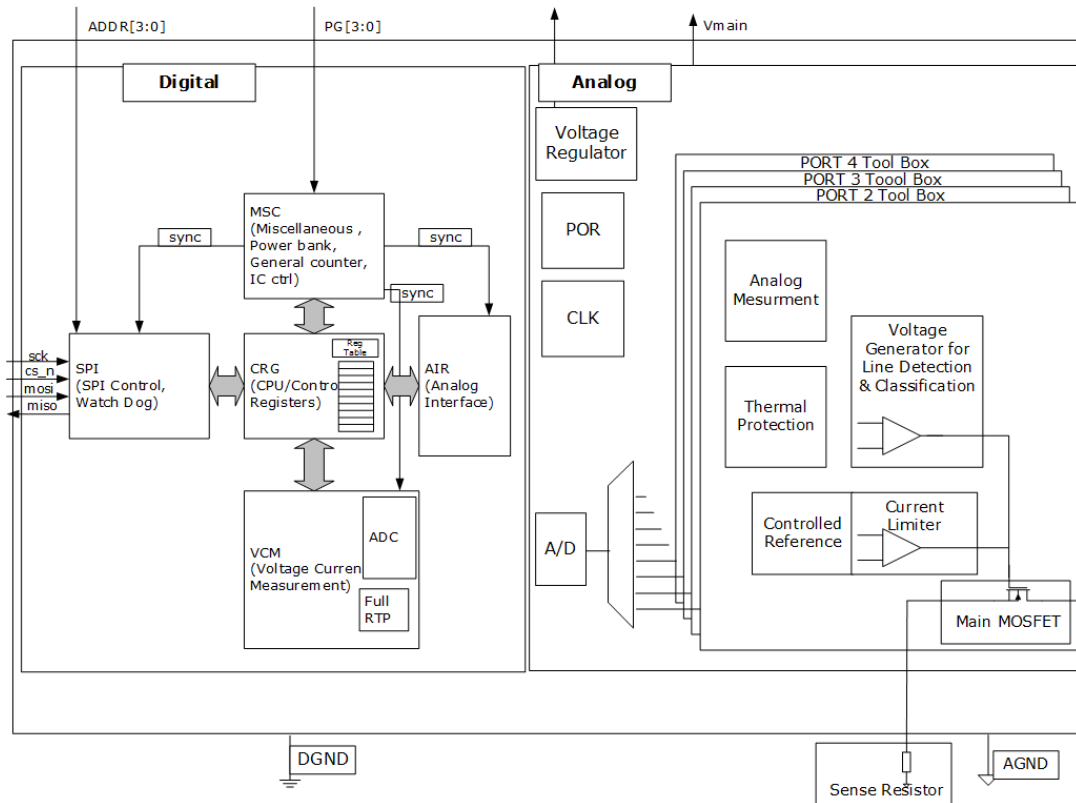 ADDR[3:0]
PG[3:0]
Vmain
Digital
Analog
Voltage
Regulator
PORT 4 Tool Box
PORT 3 Toool Box
PORT 2 Tool Box
MSC
(Miscellaneous ,
Power bank,
General counter,
IC ctrl)
sync
sync
sync
POR
CLK
Analog
Mesurment
Voltage
Generator for
Line Detection
& Classification
Thermal
Protection
sck
cs_n
mosi
miso
SPI
(SPI Control,
Watch Dog)
CRG
(CPU/Control
Registers)
Reg
Table
AIR
(Analog
Interface)
VCM
(Voltage Curren
Measurement)
ADC
Full
RTP
A/D
Controlled
Reference
Current
Limiter
Main MOSFET
DGND
Sense Resistor
AGND